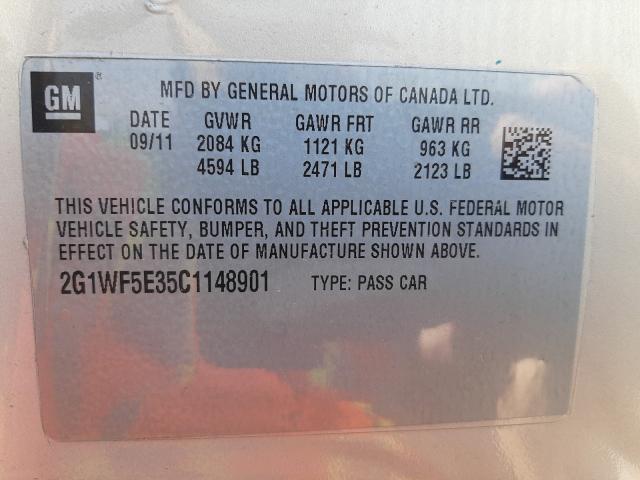 GM®
MFD BY GENERAL MOTORS OF CANADA LTD.
DATE GVWR GAWR FRT GAWR RR
09/11 2084 KG 1121 KG 963 KG
4594 LB 2471 LB 2123 LB
THIS VEHICLE CONFORMS TO ALL APPLICABLE U.S. FEDERAL MOTOR
VEHICLE SAFETY, BUMPER, AND THEFT PREVENTION STANDARDS IN
EFFECT ON THE DATE OF MANUFACTURE SHOWN ABOVE.
2G1WF5E35C1148901 TYPE: PASS CAR